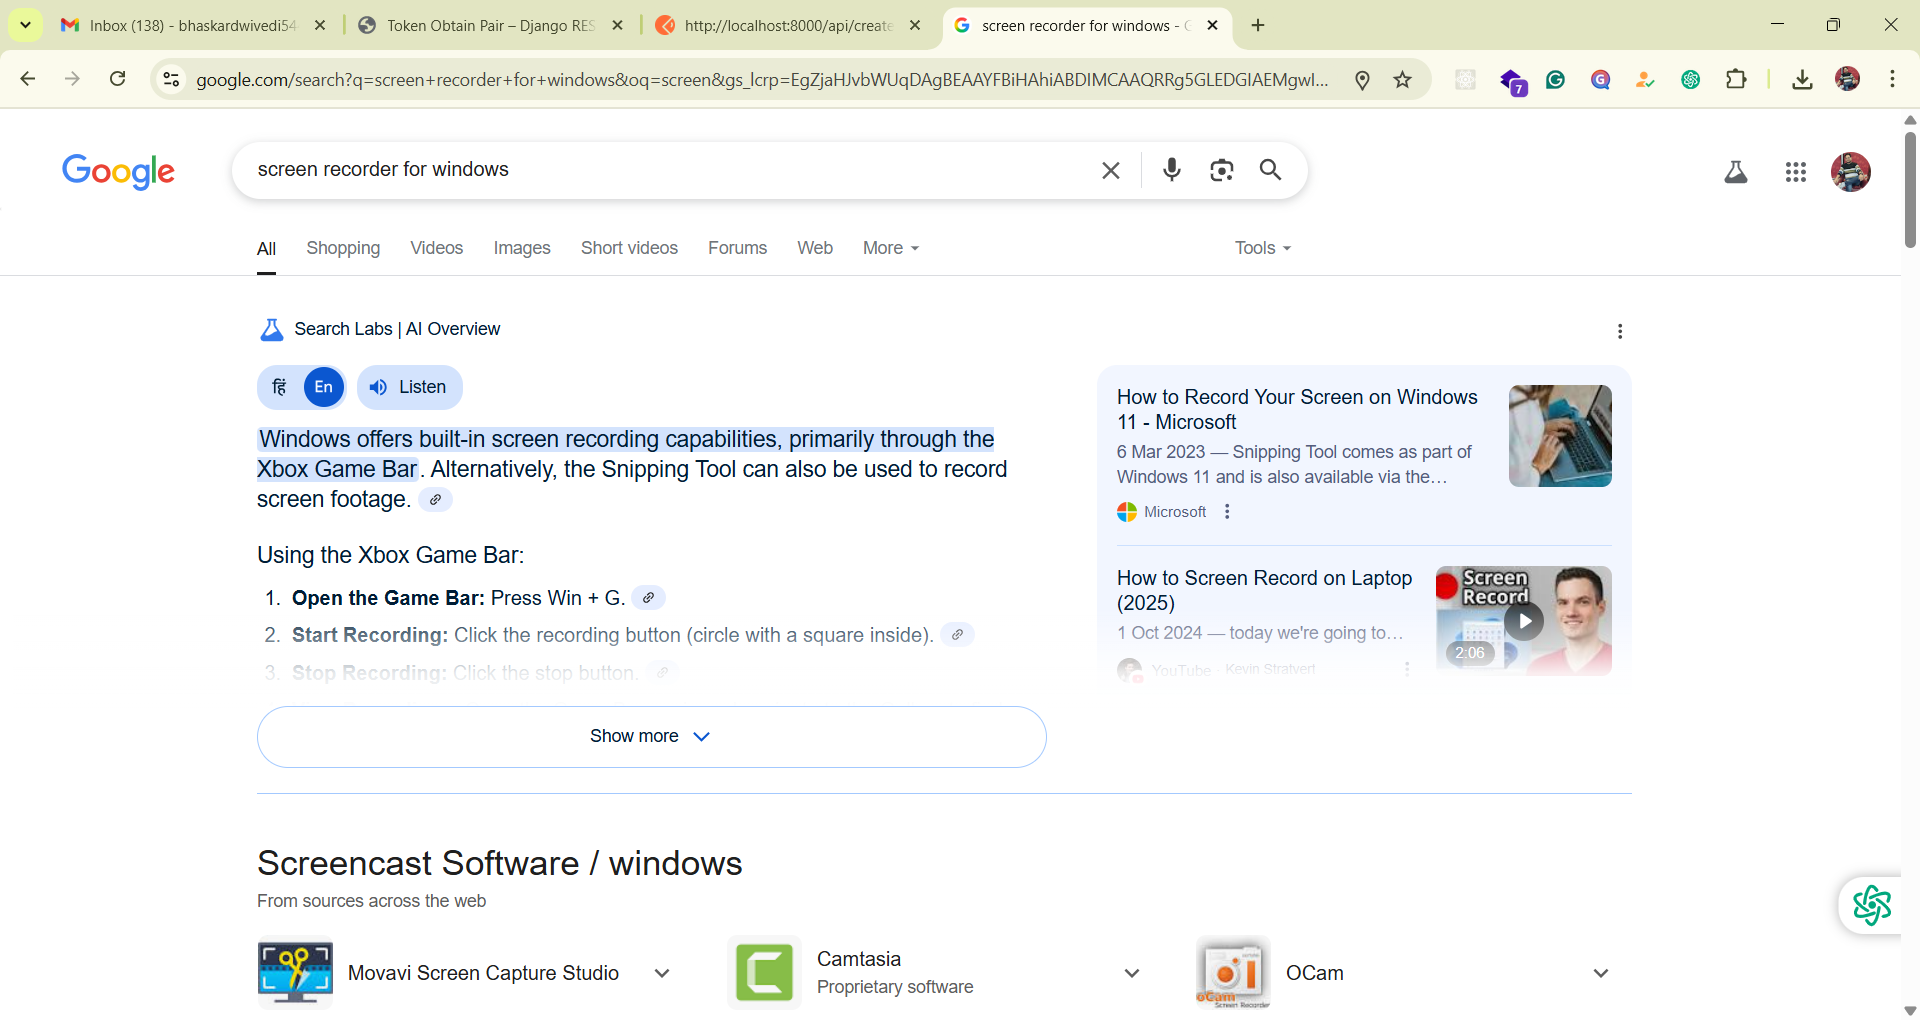 Inbox (138) - bhaskardwivedi54
Token Obtain Pair – Django RES
http://localhost:8000/api/create
screen recorder for windows - G
google.com/search?q=screen+recorder+for+windows&oq=screen&gs_lcrp=EgZjaHJvbWUqDAgBEAAYFBiHAhiABDIMCAAQRRg5GLEDGIAEMgwI...
7
Google
screen recorder for windows
All Shopping Videos Images Short videos Forums Web More Tools
Search Labs | AI Overview
हिं En Listen
Windows offers built-in screen recording capabilities, primarily through the
Xbox Game Bar. Alternatively, the Snipping Tool can also be used to record
screen footage.
Using the Xbox Game Bar:
1. Open the Game Bar: Press Win + G.
2. Start Recording: Click the recording button (circle with a square inside).
3. Stop Recording: Click the stop button.
Show more
How to Record Your Screen on Windows
11 - Microsoft
6 Mar 2023 — Snipping Tool comes as part of
Windows 11 and is also available via the…
Microsoft
How to Screen Record on Laptop
(2025)
1 Oct 2024 — today we're going to…
YouTube · Kevin Stratvert
Screen
Record
2:06
Screencast Software / windows
From sources across the web
Movavi Screen Capture Studio
Camtasia
Proprietary software
OCam
oCam
Screen Recorder